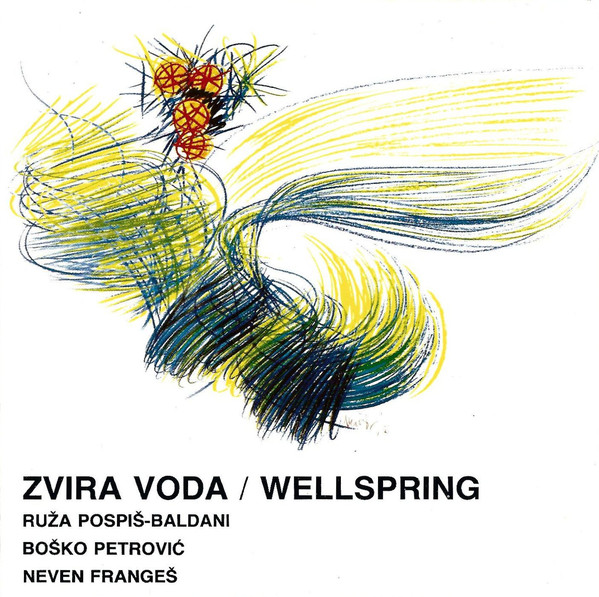 ZVIRA VODA / WELLSPRING
RUŽA POSPIŠ-BALDANI
BOŠKO PETROVIĆ
NEVEN FRANGEŠ